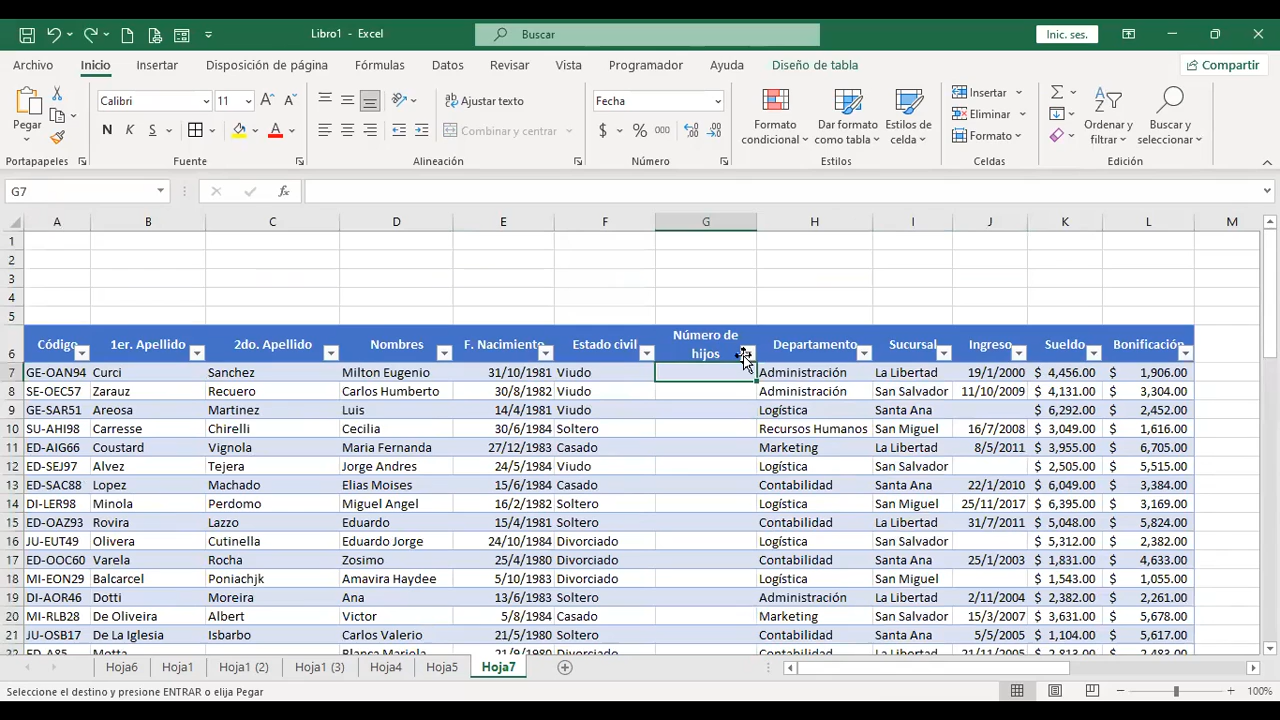 Libro1 - Excel
Buscar
Inic. ses.
Archivo Inicio Insertar Disposición de página Fórmulas Datos Revisar Vista Programador Ayuda Diseño de tabla Compartir
Pegar
Calibri 11
N K S
Ajustar texto
Combinar y centrar
Fecha
$ % 000
Formato condicional
Dar formato como tabla
Estilos de celda
Insertar
Eliminar
Formato
Ordenar y filtrar
Buscar y seleccionar
Portapapeles Fuente Alineación Número Estilos Celdas Edición
G7
A B C D E F G H I J K L M
1
2
3
4
5
6 Código 1er. Apellido 2do. Apellido Nombres F. Nacimiento Estado civil Número de hijos Departamento Sucursal Ingreso Sueldo Bonificación
7 GE-OAN94 Curci Sanchez Milton Eugenio 31/10/1981 Viudo Administración La Libertad 19/1/2000 $ 4,456.00 $ 1,906.00
8 SE-OEC57 Zarauz Recuero Carlos Humberto 30/8/1982 Viudo Administración San Salvador 11/10/2009 $ 4,131.00 $ 3,304.00
9 GE-SAR51 Areosa Martinez Luis 14/4/1981 Viudo Logística Santa Ana $ 6,292.00 $ 2,452.00
10 SU-AHI98 Carresse Chirelli Cecilia 30/6/1984 Soltero Recursos Humanos San Miguel 16/7/2008 $ 3,049.00 $ 1,616.00
11 ED-AIG66 Coustard Vignola Maria Fernanda 27/12/1983 Casado Marketing La Libertad 8/5/2011 $ 3,955.00 $ 6,705.00
12 ED-SEJ97 Alvez Tejera Jorge Andres 24/5/1984 Viudo Logística San Salvador $ 2,505.00 $ 5,515.00
13 ED-SAC88 Lopez Machado Elias Moises 15/6/1984 Casado Contabilidad San Salvador 22/1/2010 $ 6,049.00 $ 3,384.00
14 DI-LER98 Minola Perdomo Miguel Angel 16/2/1982 Soltero Logística San Miguel 25/11/2017 $ 6,395.00 $ 3,169.00
15 ED-OAZ93 Rovira Lazzo Eduardo 15/4/1981 Soltero Contabilidad La Libertad 31/7/2011 $ 5,048.00 $ 5,824.00
16 JU-EUT49 Olivera Cutinella Eduardo Jorge 24/10/1984 Divorciado Logística San Salvador $ 5,312.00 $ 2,382.00
17 ED-OOC60 Varela Rocha Zosimo 25/4/1980 Divorciado Contabilidad Santa Ana 25/1/2003 $ 1,831.00 $ 4,633.00
18 MI-EON29 Balcarcel Poniachjk Amavira Haydee 5/10/1983 Divorciado Logística San Miguel $ 1,543.00 $ 1,055.00
19 DI-AOR46 Dotti Moreira Ana 13/6/1983 Soltero Administración La Libertad 2/11/2004 $ 2,382.00 $ 2,261.00
20 MI-RLB28 De Oliveira Albert Victor 5/8/1984 Casado Marketing San Salvador 15/3/2007 $ 3,631.00 $ 5,678.00
21 JU-OSB17 De La Iglesia Isbarbo Carlos Valerio 21/5/1980 Soltero Contabilidad Santa Ana 5/5/2005 $ 1,104.00 $ 5,617.00
Hoja6 Hoja1 Hoja1 (2) Hoja1 (3) Hoja4 Hoja5 Hoja7
Seleccione el destino y presione ENTRAR o elija Pegar
100%